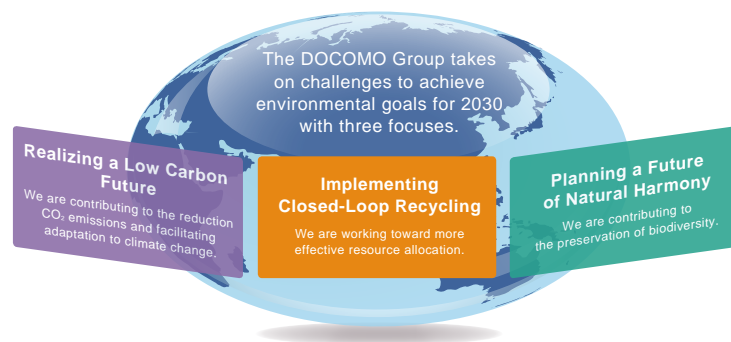 The DOCOMO Group takes
on challenges to achieve
environmental goals for 2030
with three focuses.
Realizing a Low Carbon
Future
We are contributing to the reduction
CO₂ emissions and facilitating
adaptation to climate change.
Implementing
Closed-Loop Recycling
We are working toward more
effective resource allocation.
Planning a Future
of Natural Harmony
We are contributing to
the preservation of biodiversity.